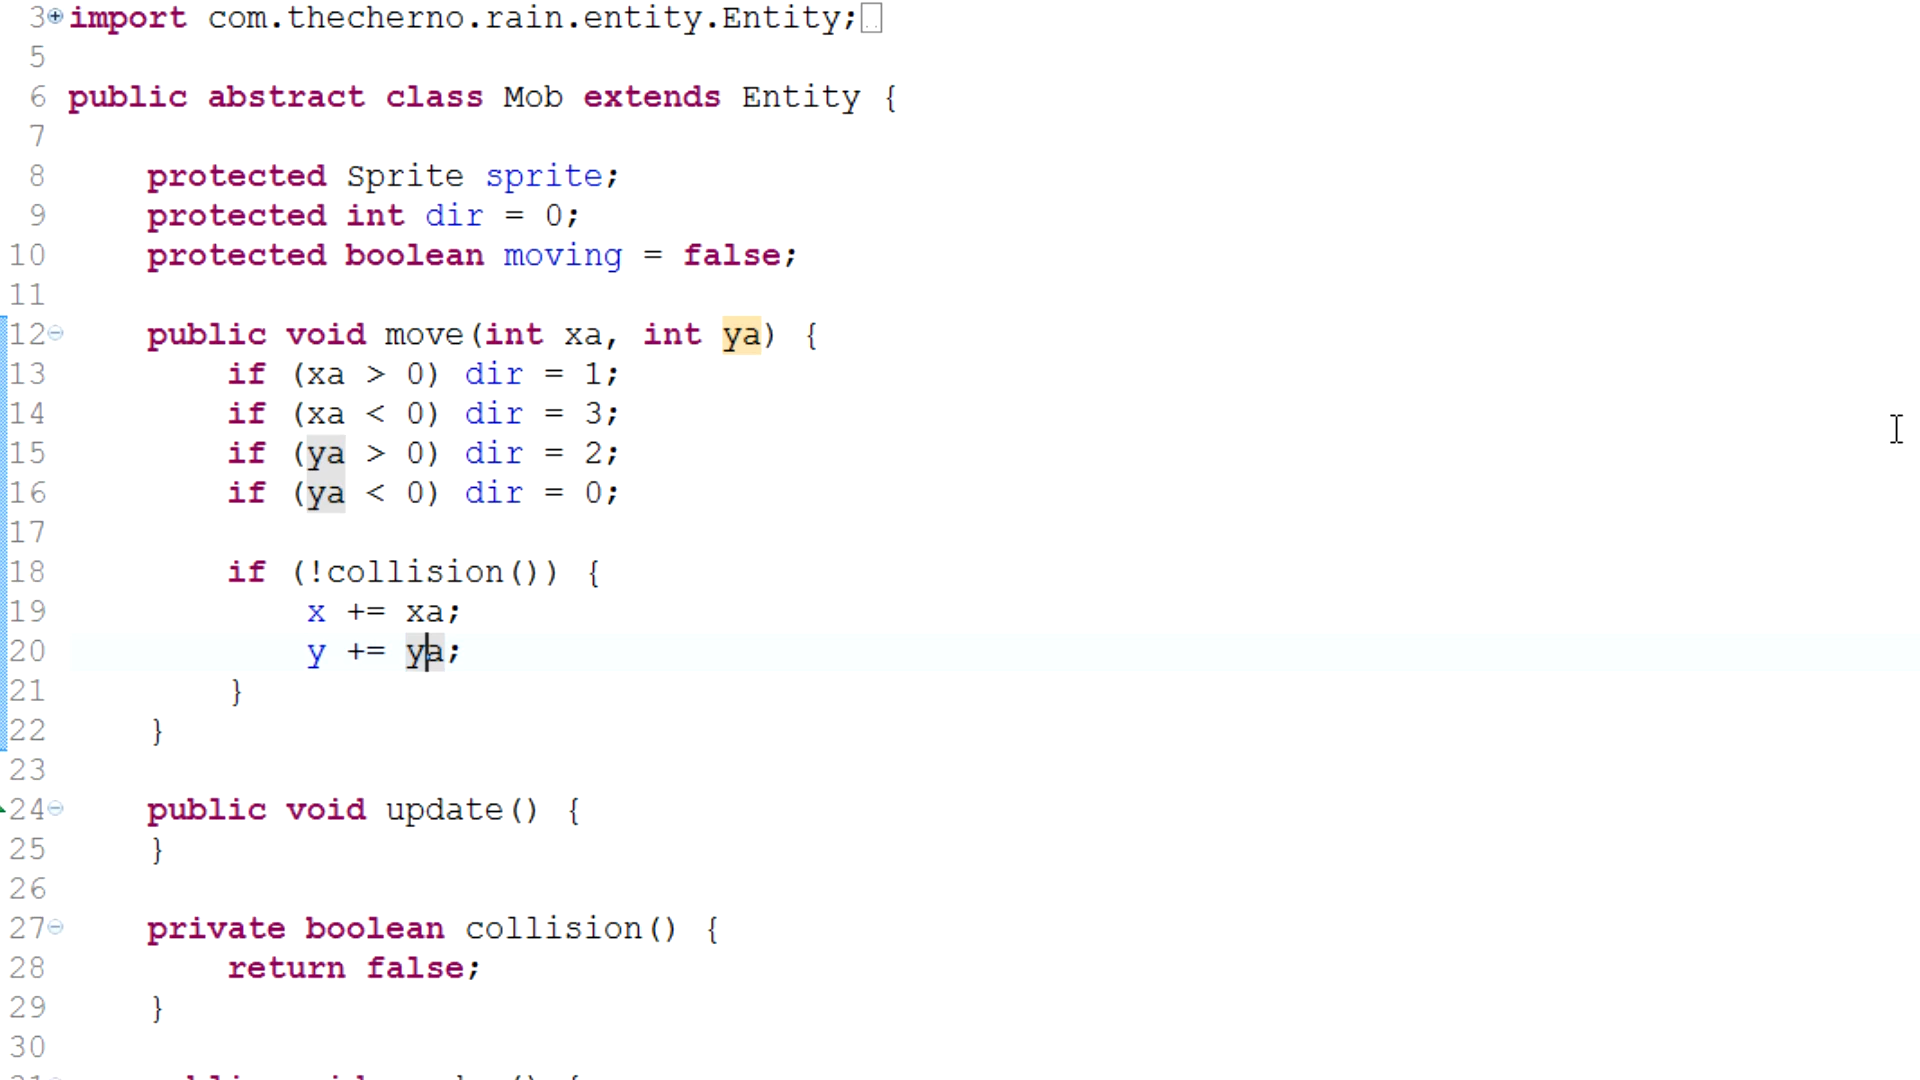 3 import com.thecherno.rain.entity.Entity;
5
6 public abstract class Mob extends Entity {
7
8 protected Sprite sprite;
9 protected int dir = 0;
10 protected boolean moving = false;
11
12 public void move(int xa, int ya) {
13 if (xa > 0) dir = 1;
14 if (xa < 0) dir = 3;
15 if (ya > 0) dir = 2;
16 if (ya < 0) dir = 0;
17
18 if (!collision()) {
19 x += xa;
20 y += ya;
21 }
22 }
23
24 public void update() {
25 }
26
27 private boolean collision() {
28 return false;
29 }
30